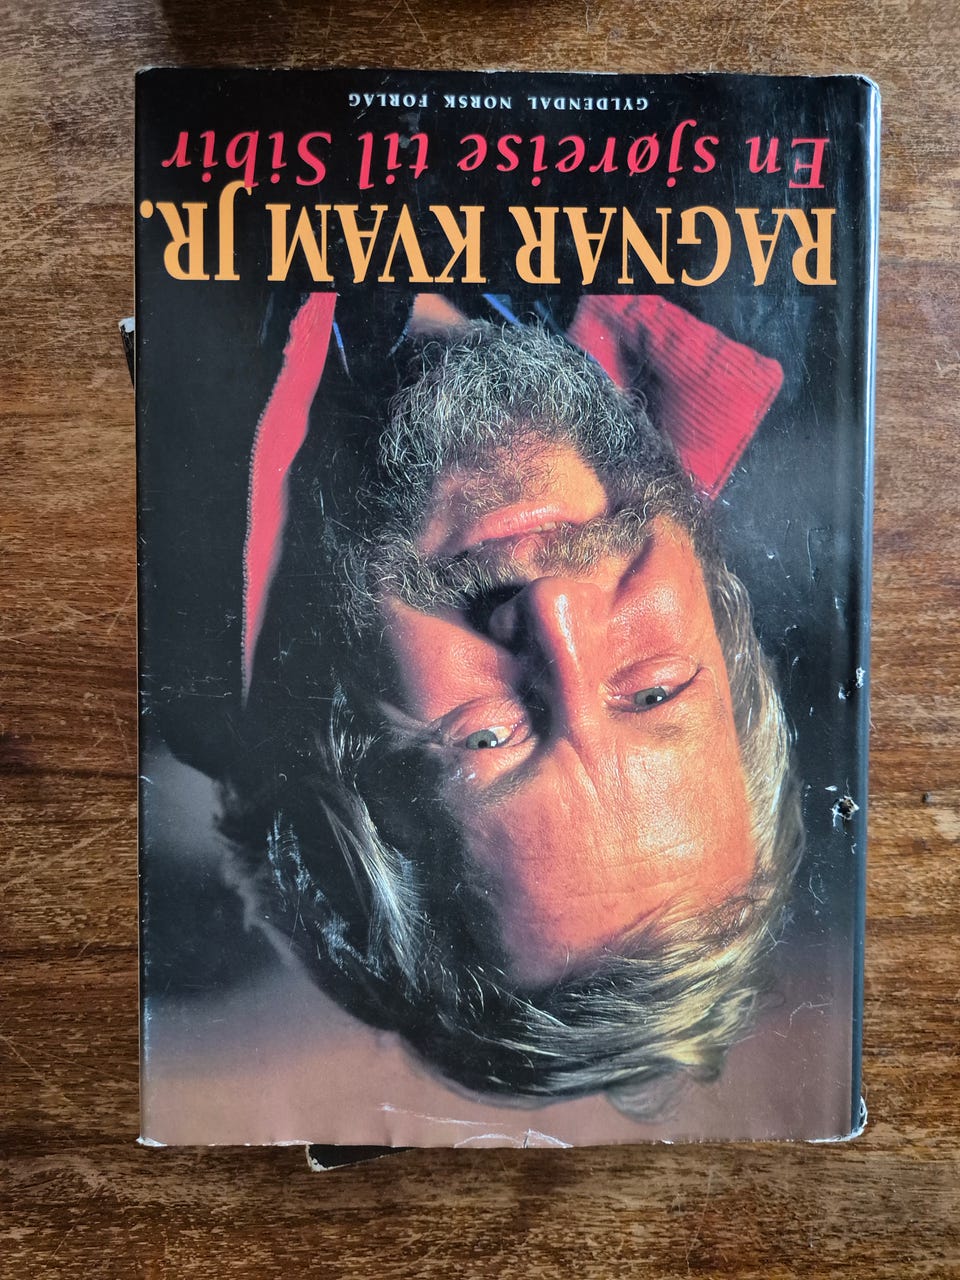 RAGNAR KVAM JR.
En sjøreise til Sibir
GYLDENDAL NORSK FORLAG